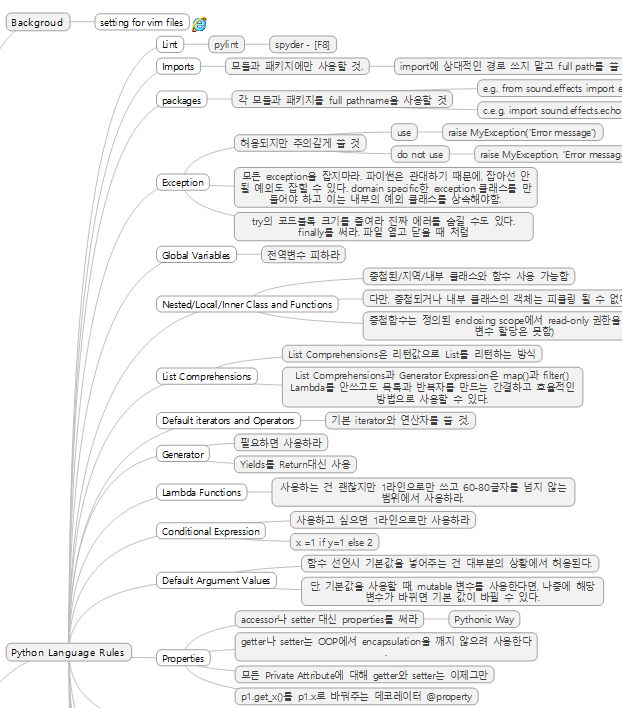 Backgroud
setting for vim files
Lint
pylint
spyder - [F8]
Imports
모듈과 패키지에만 사용할 것.
import에 상대적인 경로 쓰지 말고 full path를 쓸
packages
각 모듈과 패키지를 full pathname을 사용할 것
e.g. from sound.effects import e
c.e.g. import sound.effects.echo
Exception
허용되지만 주의깊게 쓸 것
use
raise MyException("Error message")
do not use
raise MyException, 'Error messag
모든 exception을 잡지마라. 파이썬은 관대하기 때문에, 잡아선 안
될 예외도 잡힐 수 있다. domain specific한 exception 클래스를 만
들어야 하고 이는 내부의 예외 클래스를 상속해야함.
try의 코드블록 크기를 줄여라 진짜 에러를 숨길 수도 있다.
finally를 써라. 파일 열고 닫을 때 처럼
Global Variables
전역변수 피하라
Nested/Local/Inner Class and Functions
중첩된/지역/내부 클래스와 함수 사용 가능함
다만, 중첩되거나 내부 클래스의 객체는 피클링 될 수 없다
중첩함수는 정의된 enclosing scope에서 read-only 권한을
변수 할당은 못함)
List Comprehensions
List Comprehensions은 리턴값으로 List를 리턴하는 방식
List Comprehensions과 Generator Expression은 map()과 filter()
Lambda를 안쓰고도 목록과 반복자를 만드는 간결하고 효율적인
방법으로 사용할 수 있다.
Default iterators and Operators
기본 iterator와 연산자를 쓸 것.
Generator
필요하면 사용하라
Yields를 Return대신 사용
Lambda Functions
사용하는 건 괜찮지만 1라인으로만 쓰고 60-80글자를 넘지 않는
범위에서 사용하라.
Conditional Expression
사용하고 싶으면 1라인으로만 사용하라
x =1 if y=1 else 2
Default Argument Values
함수 선언시 기본값을 넣어주는 건 대부분의 상황에서 허용된다.
단, 기본값을 사용할 때, mutable 변수를 사용한다면, 나중에 해당
변수가 바뀌면 기본 값이 바뀔 수 있다.
Python Language Rules
Properties
accessor나 setter 대신 properties를 써라
Pythonic Way
getter나 setter는 OOP에서 encapsulation을 깨지 않으려 사용한다
.
모든 Private Attribute에 대해 getter와 setter는 이제그만
p1.get_x()를 p1.x로 바꿔주는 데코레이터 @property